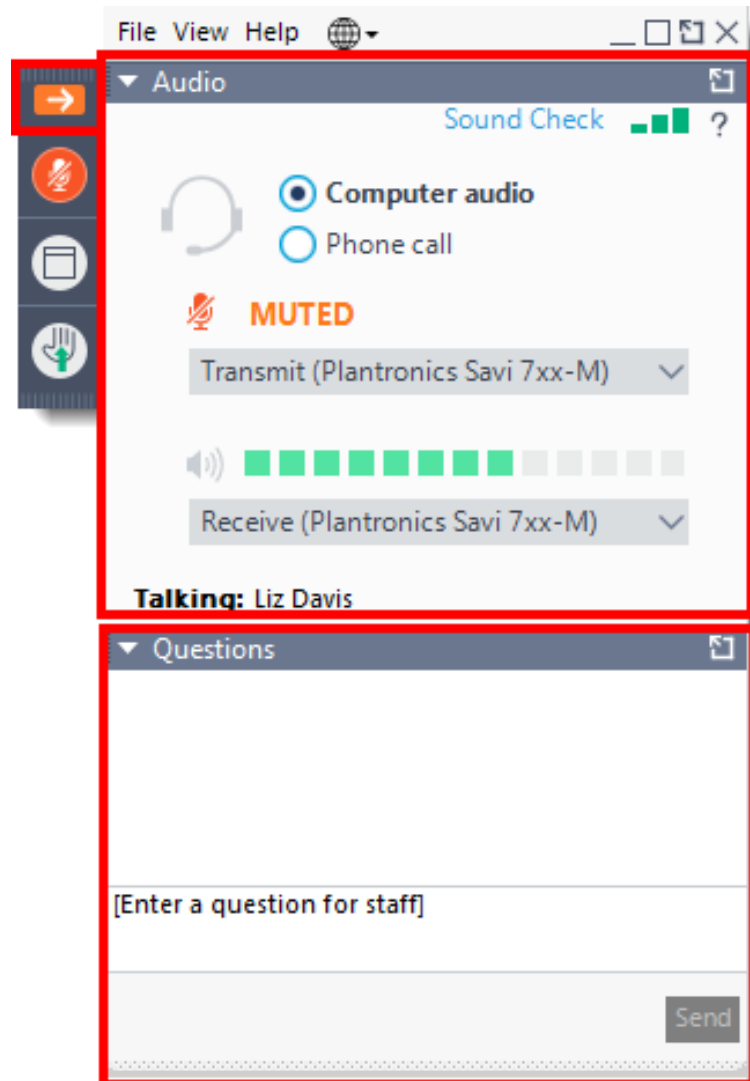 File View Help
Audio
Sound Check ?
Computer audio
Phone call
MUTED
Transmit (Plantronics Savi 7xx-M)
Receive (Plantronics Savi 7xx-M)
Talking: Liz Davis
Questions
[Enter a question for staff]
Send